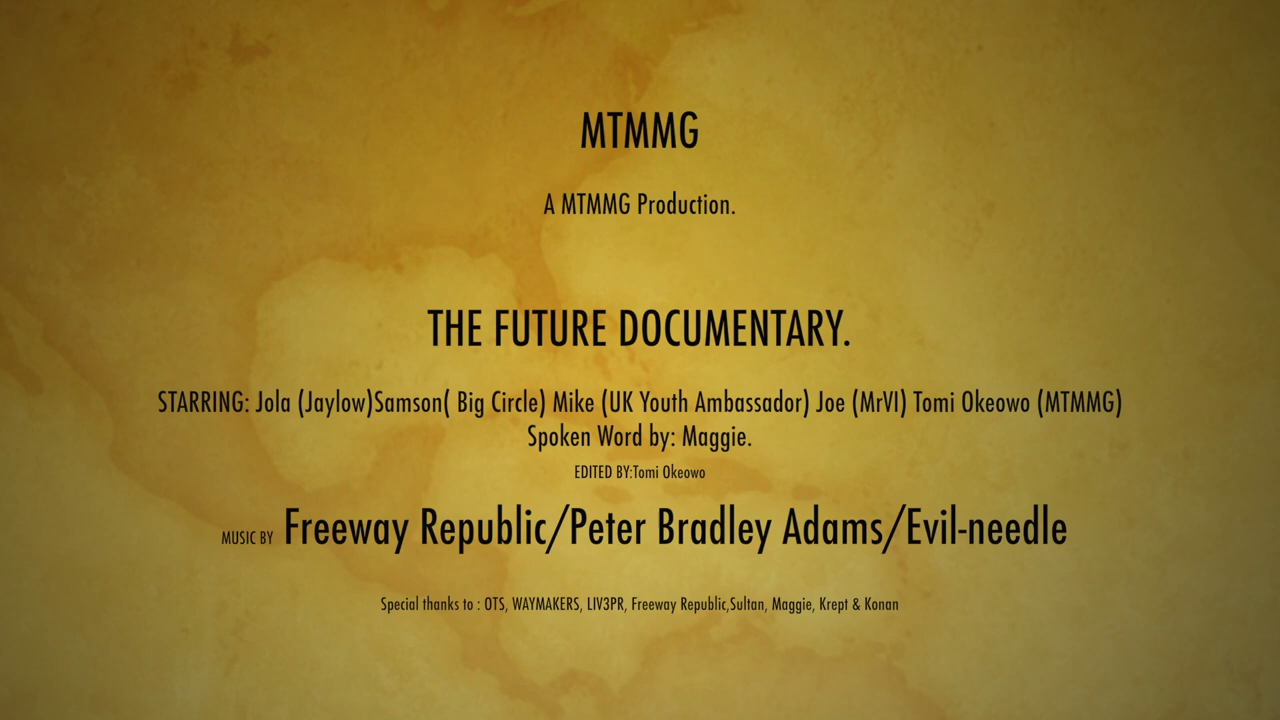 MTMMG
A MTMMG Production.
THE FUTURE DOCUMENTARY.
STARRING: Jola (Jaylow)Samson( Big Circle) Mike (UK Youth Ambassador) Joe (MrVI) Tomi Okeowo (MTMMG)
Spoken Word by: Maggie.
EDITED BY:Tomi Okeowo
MUSIC BY Freeway Republic/Peter Bradley Adams/Evil-needle
Special thanks to : OTS, WAYMAKERS, LIV3PR, Freeway Republic,Sultan, Maggie, Krept & Konan